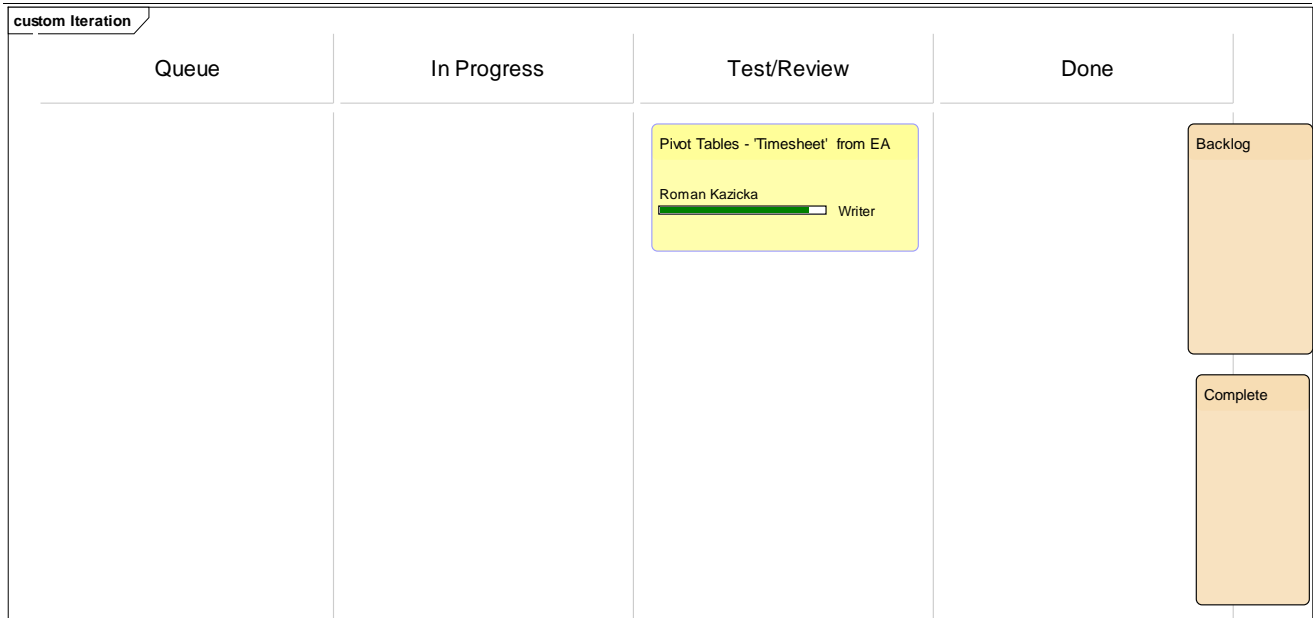 custom Iteration
Queue
In Progress
Test/Review
Done
Pivot Tables - 'Timesheet' from EA
Roman Kazicka
Writer
Backlog
Complete